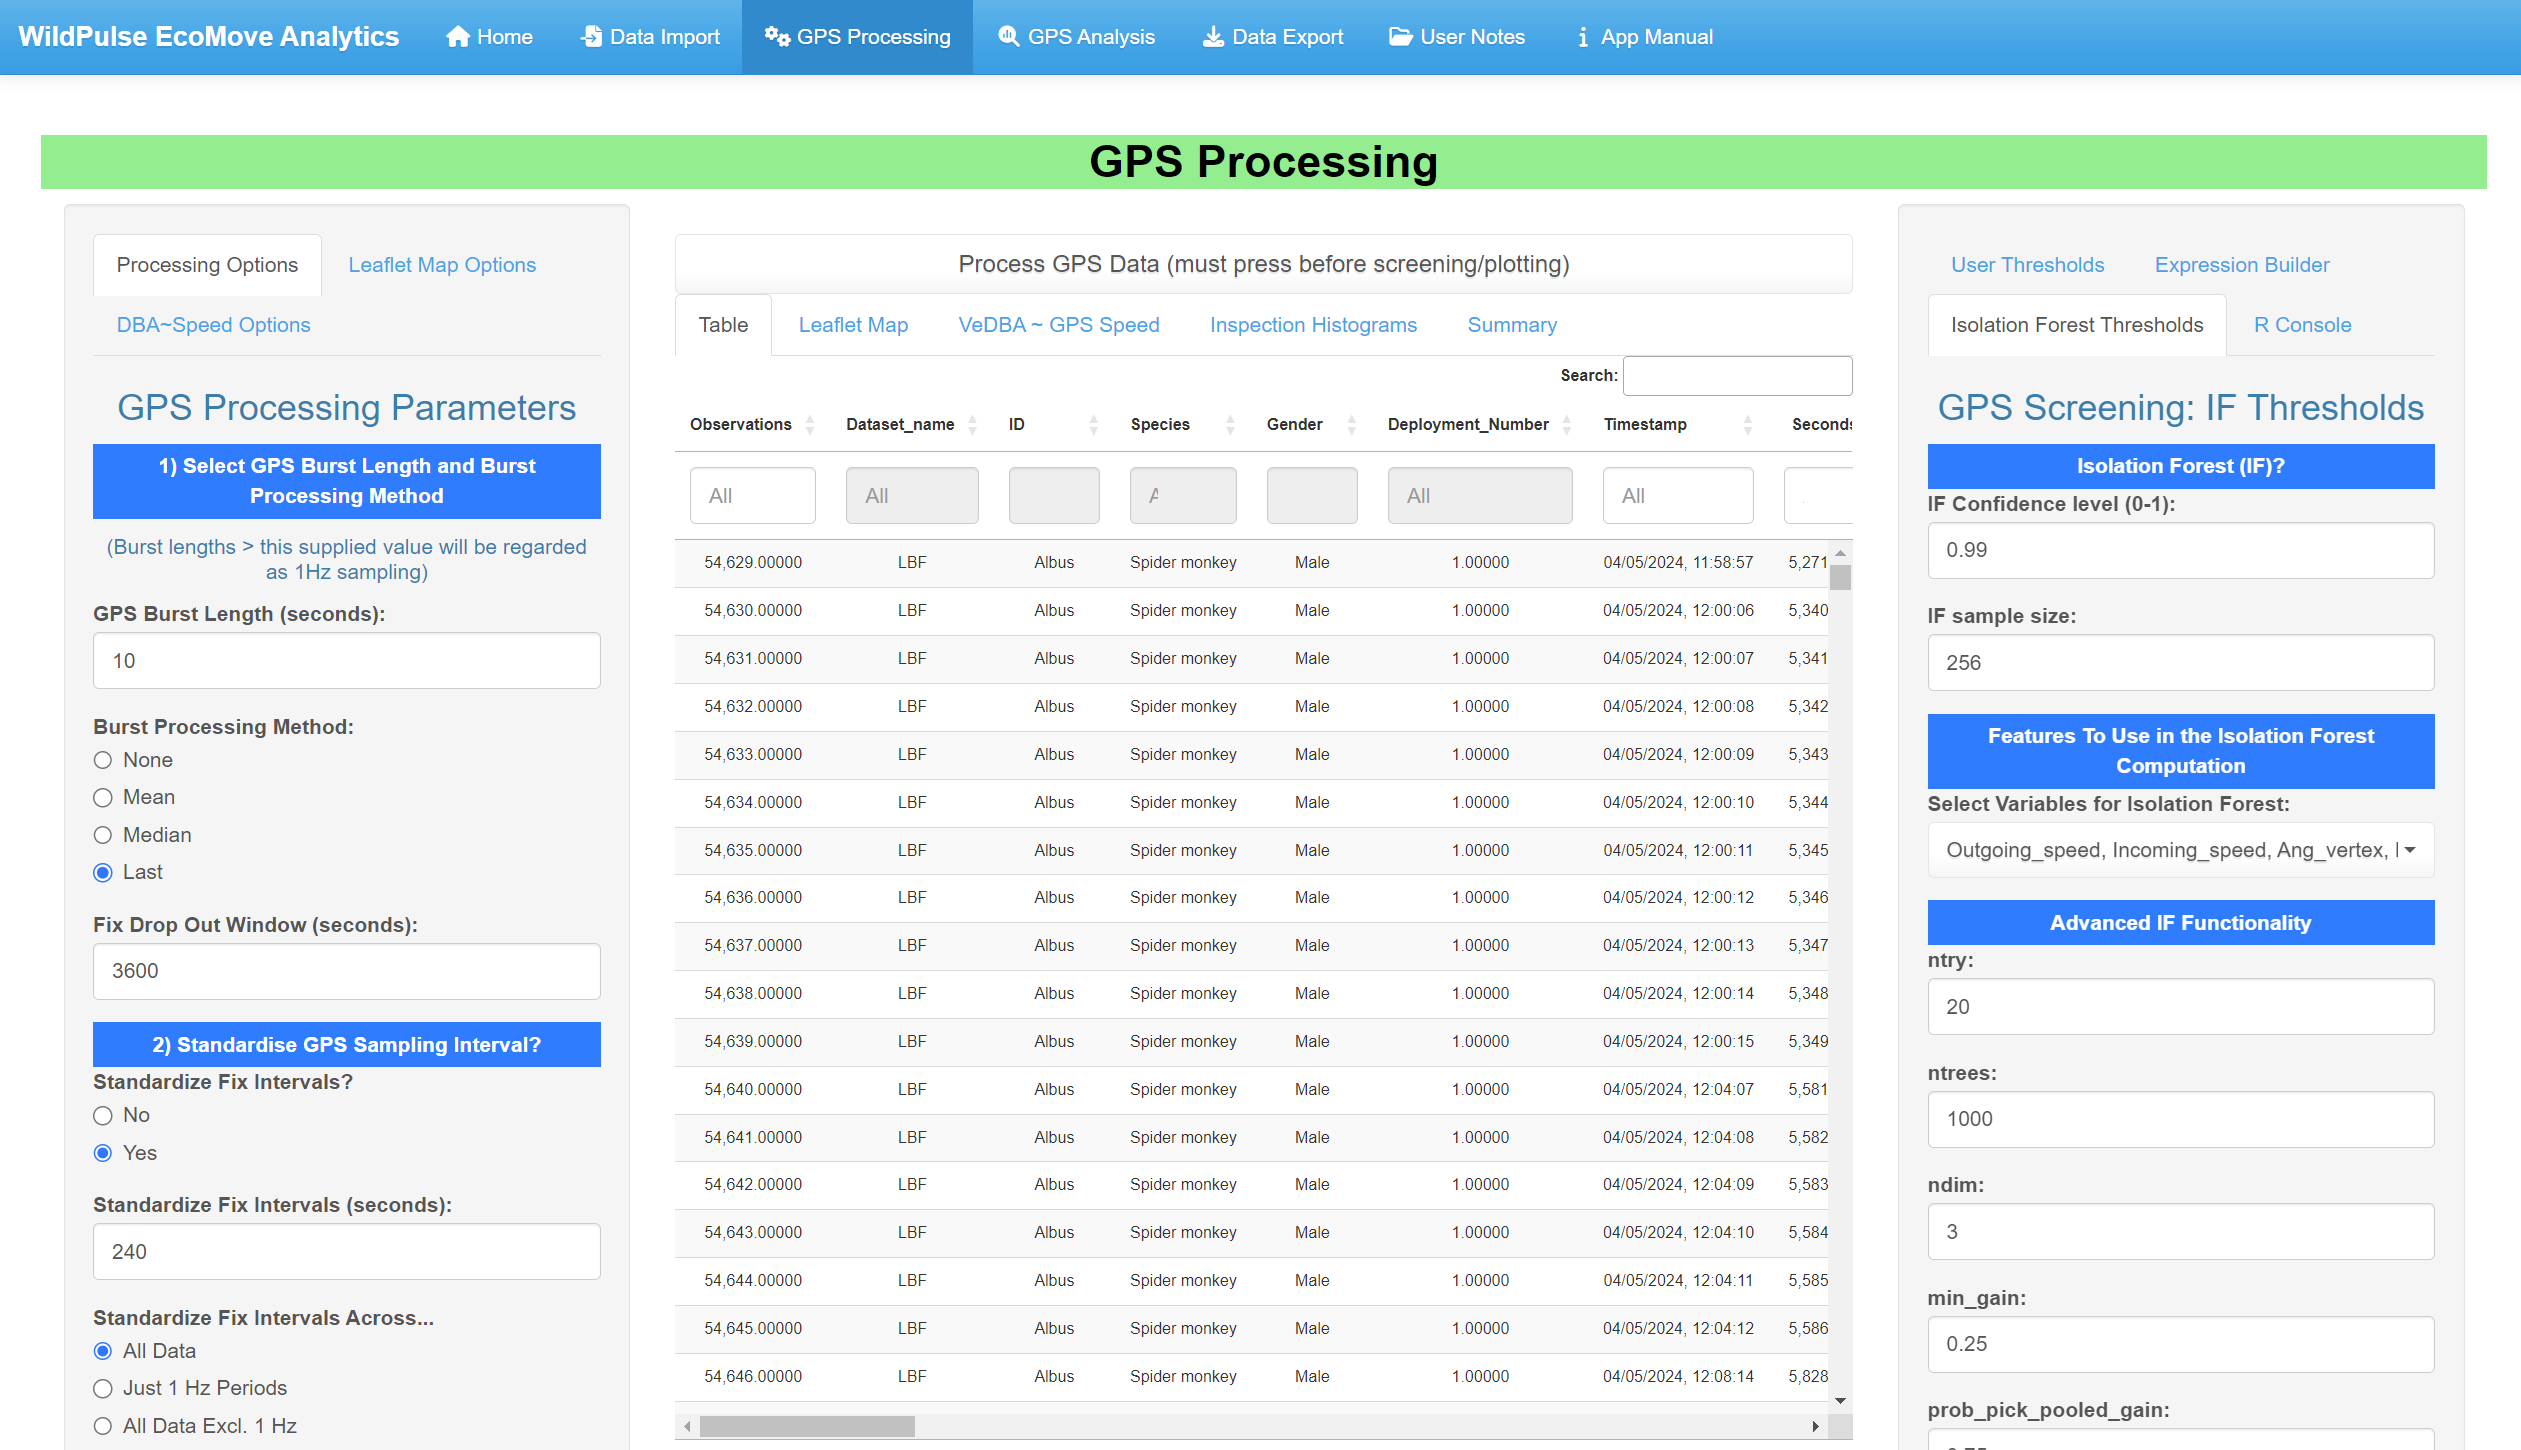 WildPulse EcoMove Analytics Home Data Import GPS Processing GPS Analysis Data Export User Notes App Manual
GPS Processing
Processing Options Leaflet Map Options
DBA~Speed Options
GPS Processing Parameters
1) Select GPS Burst Length and Burst
Processing Method
(Burst lengths > this supplied value will be regarded
as 1Hz sampling)
GPS Burst Length (seconds):
10
Burst Processing Method:
None
Mean
Median
Last
Fix Drop Out Window (seconds):
3600
2) Standardise GPS Sampling Interval?
Standardize Fix Intervals?
No
Yes
Standardize Fix Intervals (seconds):
240
Standardize Fix Intervals Across...
All Data
Just 1 Hz Periods
All Data Excl. 1 Hz
Process GPS Data (must press before screening/plotting)
Table Leaflet Map VeDBA ~ GPS Speed Inspection Histograms Summary
Search:
Observations Dataset_name ID Species Gender Deployment_Number Timestamp Seconds
All All All All
54,629.00000 LBF Albus Spider monkey Male 1.00000 04/05/2024, 11:58:57 5,271
54,630.00000 LBF Albus Spider monkey Male 1.00000 04/05/2024, 12:00:06 5,340
54,631.00000 LBF Albus Spider monkey Male 1.00000 04/05/2024, 12:00:07 5,341
54,632.00000 LBF Albus Spider monkey Male 1.00000 04/05/2024, 12:00:08 5,342
54,633.00000 LBF Albus Spider monkey Male 1.00000 04/05/2024, 12:00:09 5,343
54,634.00000 LBF Albus Spider monkey Male 1.00000 04/05/2024, 12:00:10 5,344
54,635.00000 LBF Albus Spider monkey Male 1.00000 04/05/2024, 12:00:11 5,345
54,636.00000 LBF Albus Spider monkey Male 1.00000 04/05/2024, 12:00:12 5,346
54,637.00000 LBF Albus Spider monkey Male 1.00000 04/05/2024, 12:00:13 5,347
54,638.00000 LBF Albus Spider monkey Male 1.00000 04/05/2024, 12:00:14 5,348
54,639.00000 LBF Albus Spider monkey Male 1.00000 04/05/2024, 12:00:15 5,349
54,640.00000 LBF Albus Spider monkey Male 1.00000 04/05/2024, 12:04:07 5,581
54,641.00000 LBF Albus Spider monkey Male 1.00000 04/05/2024, 12:04:08 5,582
54,642.00000 LBF Albus Spider monkey Male 1.00000 04/05/2024, 12:04:09 5,583
54,643.00000 LBF Albus Spider monkey Male 1.00000 04/05/2024, 12:04:10 5,584
54,644.00000 LBF Albus Spider monkey Male 1.00000 04/05/2024, 12:04:11 5,585
54,645.00000 LBF Albus Spider monkey Male 1.00000 04/05/2024, 12:04:12 5,586
54,646.00000 LBF Albus Spider monkey Male 1.00000 04/05/2024, 12:08:14 5,828
User Thresholds Expression Builder
Isolation Forest Thresholds R Console
GPS Screening: IF Thresholds
Isolation Forest (IF)?
IF Confidence level (0-1):
0.99
IF sample size:
256
Features To Use in the Isolation Forest
Computation
Select Variables for Isolation Forest:
Outgoing_speed, Incoming_speed, Ang_vertex,
Advanced IF Functionality
ntry:
20
ntrees:
1000
ndim:
3
min_gain:
0.25
prob_pick_pooled_gain: